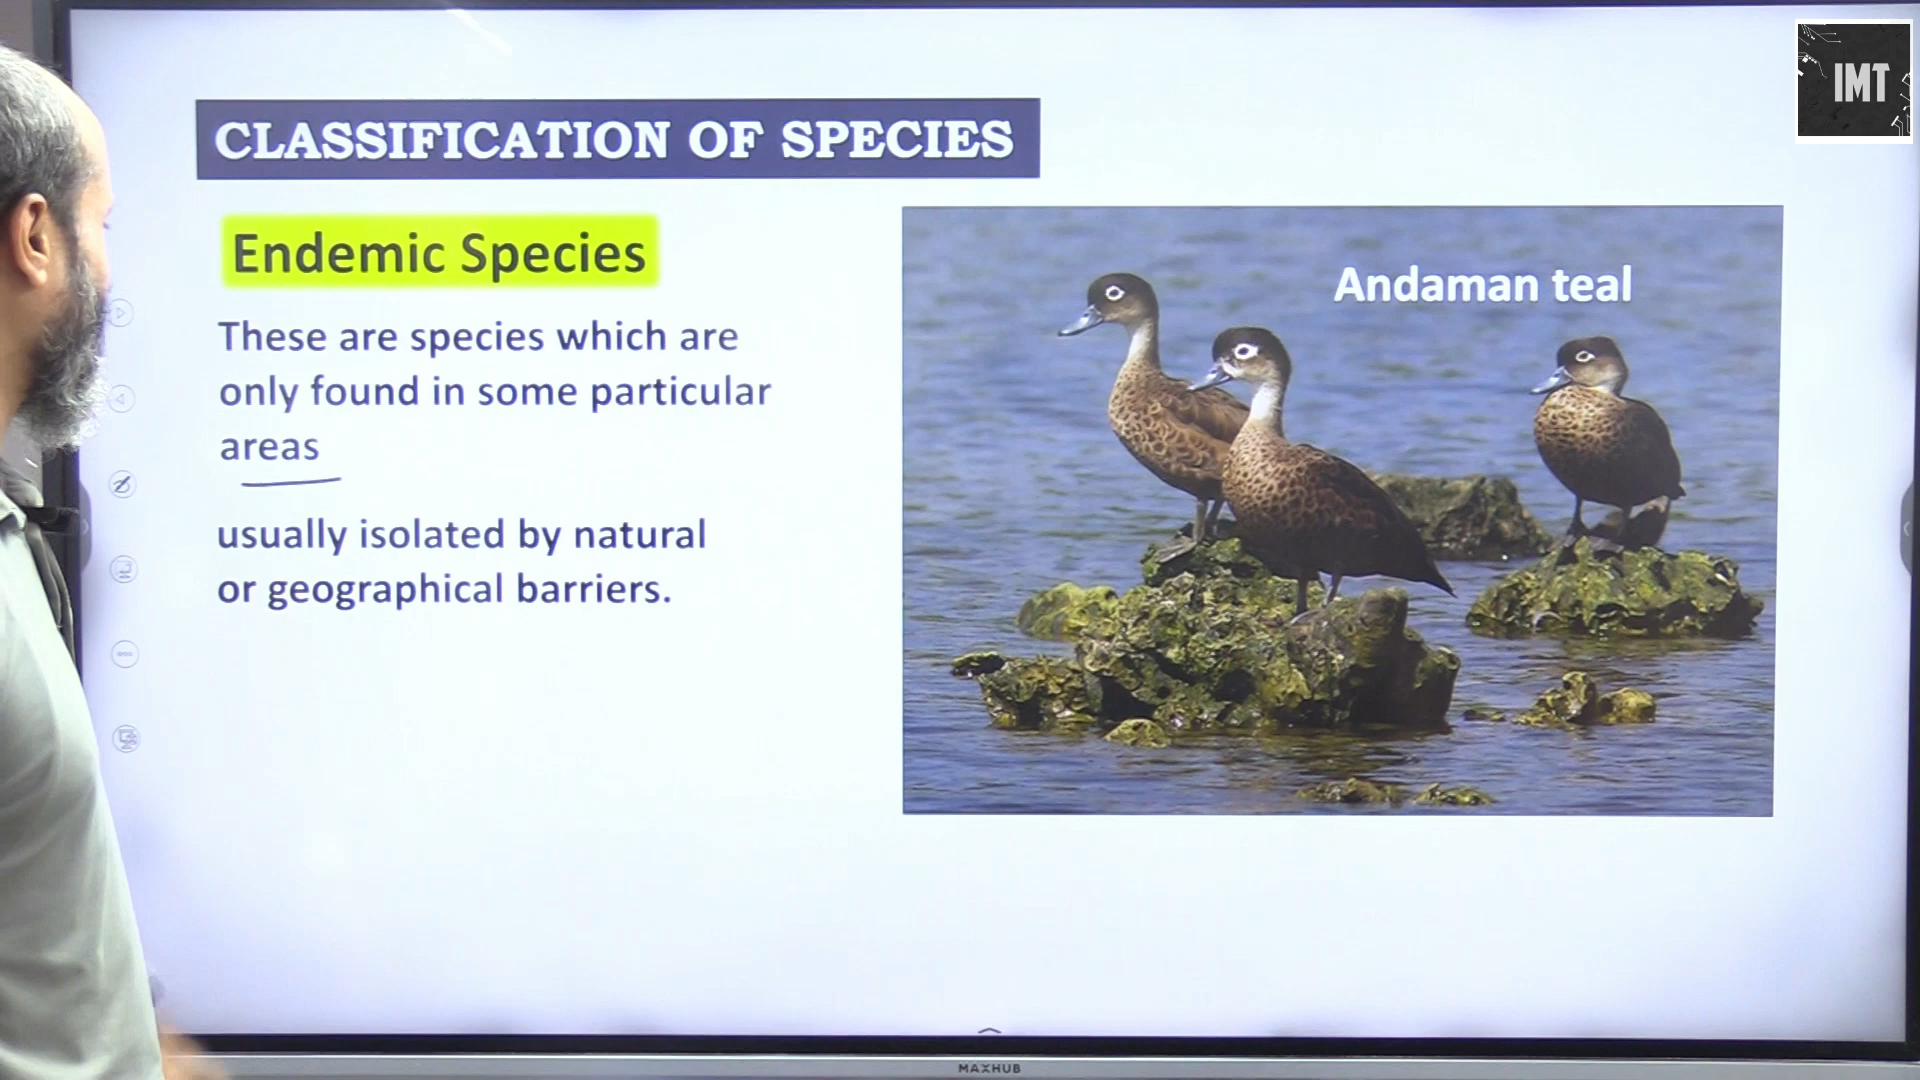 IMT
CLASSIFICATION OF SPECIES
Endemic Species
These are species which are
only found in some particular
areas
usually isolated by natural
or geographical barriers.
Andaman teal
MAXHUB